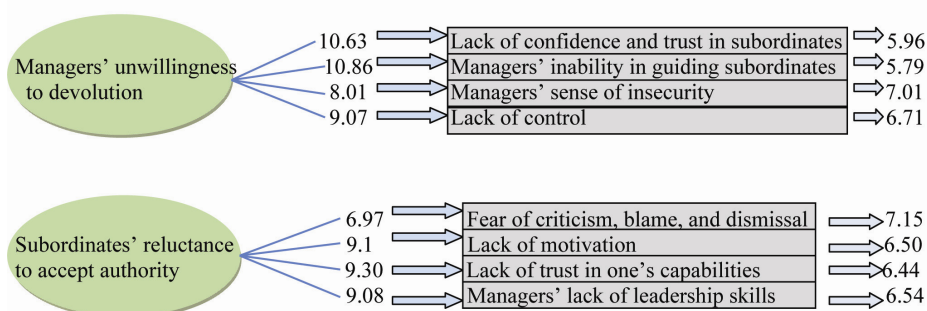 10.63 Lack of confidence and trust in subordinates 5.96
Managers’ unwillingness 10.86 Managers’ inability in guiding subordinates 5.79
to devolution 8.01 Managers’ sense of insecurity 7.01
9.07 Lack of control 6.71
6.97 Fear of criticism, blame, and dismissal 7.15
Subordinates’ reluctance 9.1 Lack of motivation 6.50
to accept authority 9.30 Lack of trust in one’s capabilities 6.44
9.08 Managers’ lack of leadership skills 6.54